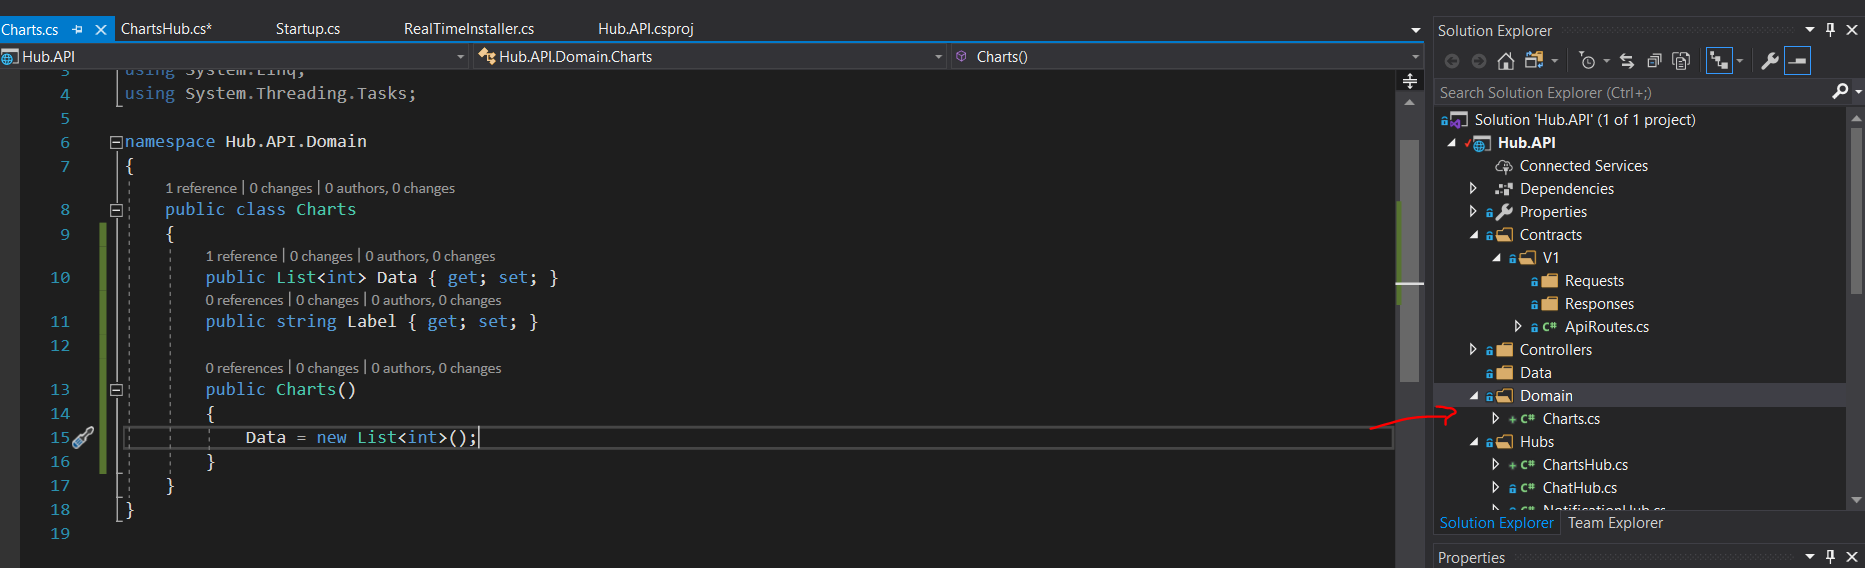 Charts.cs
ChartsHub.cs*
Startup.cs
RealTimeInstaller.cs
Hub.API.csproj
Hub.API
Hub.API.Domain.Charts
Charts()
3 using System.Linq;
4 using System.Threading.Tasks;
5
6 namespace Hub.API.Domain
7 {
1 reference | 0 changes | 0 authors, 0 changes
8 public class Charts
9 {
1 reference | 0 changes | 0 authors, 0 changes
10 public List<int> Data { get; set; }
0 references | 0 changes | 0 authors, 0 changes
11 public string Label { get; set; }
12
0 references | 0 changes | 0 authors, 0 changes
13 public Charts()
14 {
15 Data = new List<int>();
16 }
17 }
18 }
19
Solution Explorer
Search Solution Explorer (Ctrl+;)
Solution 'Hub.API' (1 of 1 project)
Hub.API
Connected Services
Dependencies
Properties
Contracts
V1
Requests
Responses
C# ApiRoutes.cs
Controllers
Data
Domain
+ C# Charts.cs
Hubs
+ C# ChartsHub.cs
C# ChatHub.cs
C# NotificationHub.cs
Solution Explorer Team Explorer
Properties